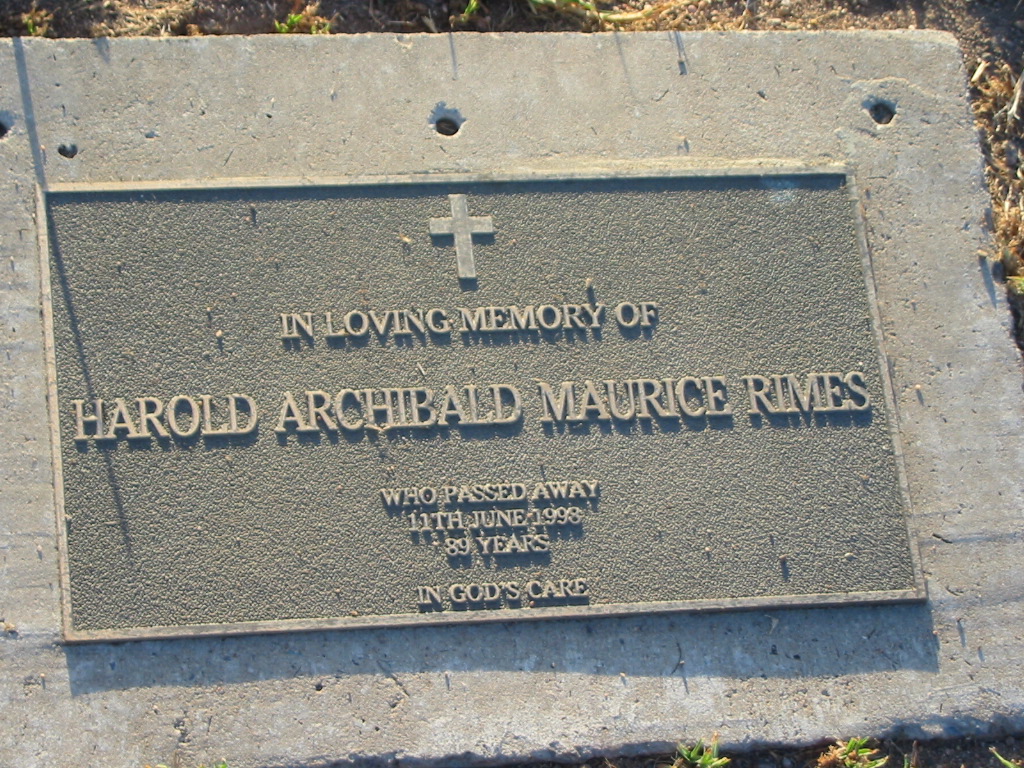 IN LOVING MEMORY OF
HAROLD ARCHIBALD MAURICE RIMES
WHO PASSED AWAY
11TH JUNE 1998
89 YEARS
IN GOD'S CARE